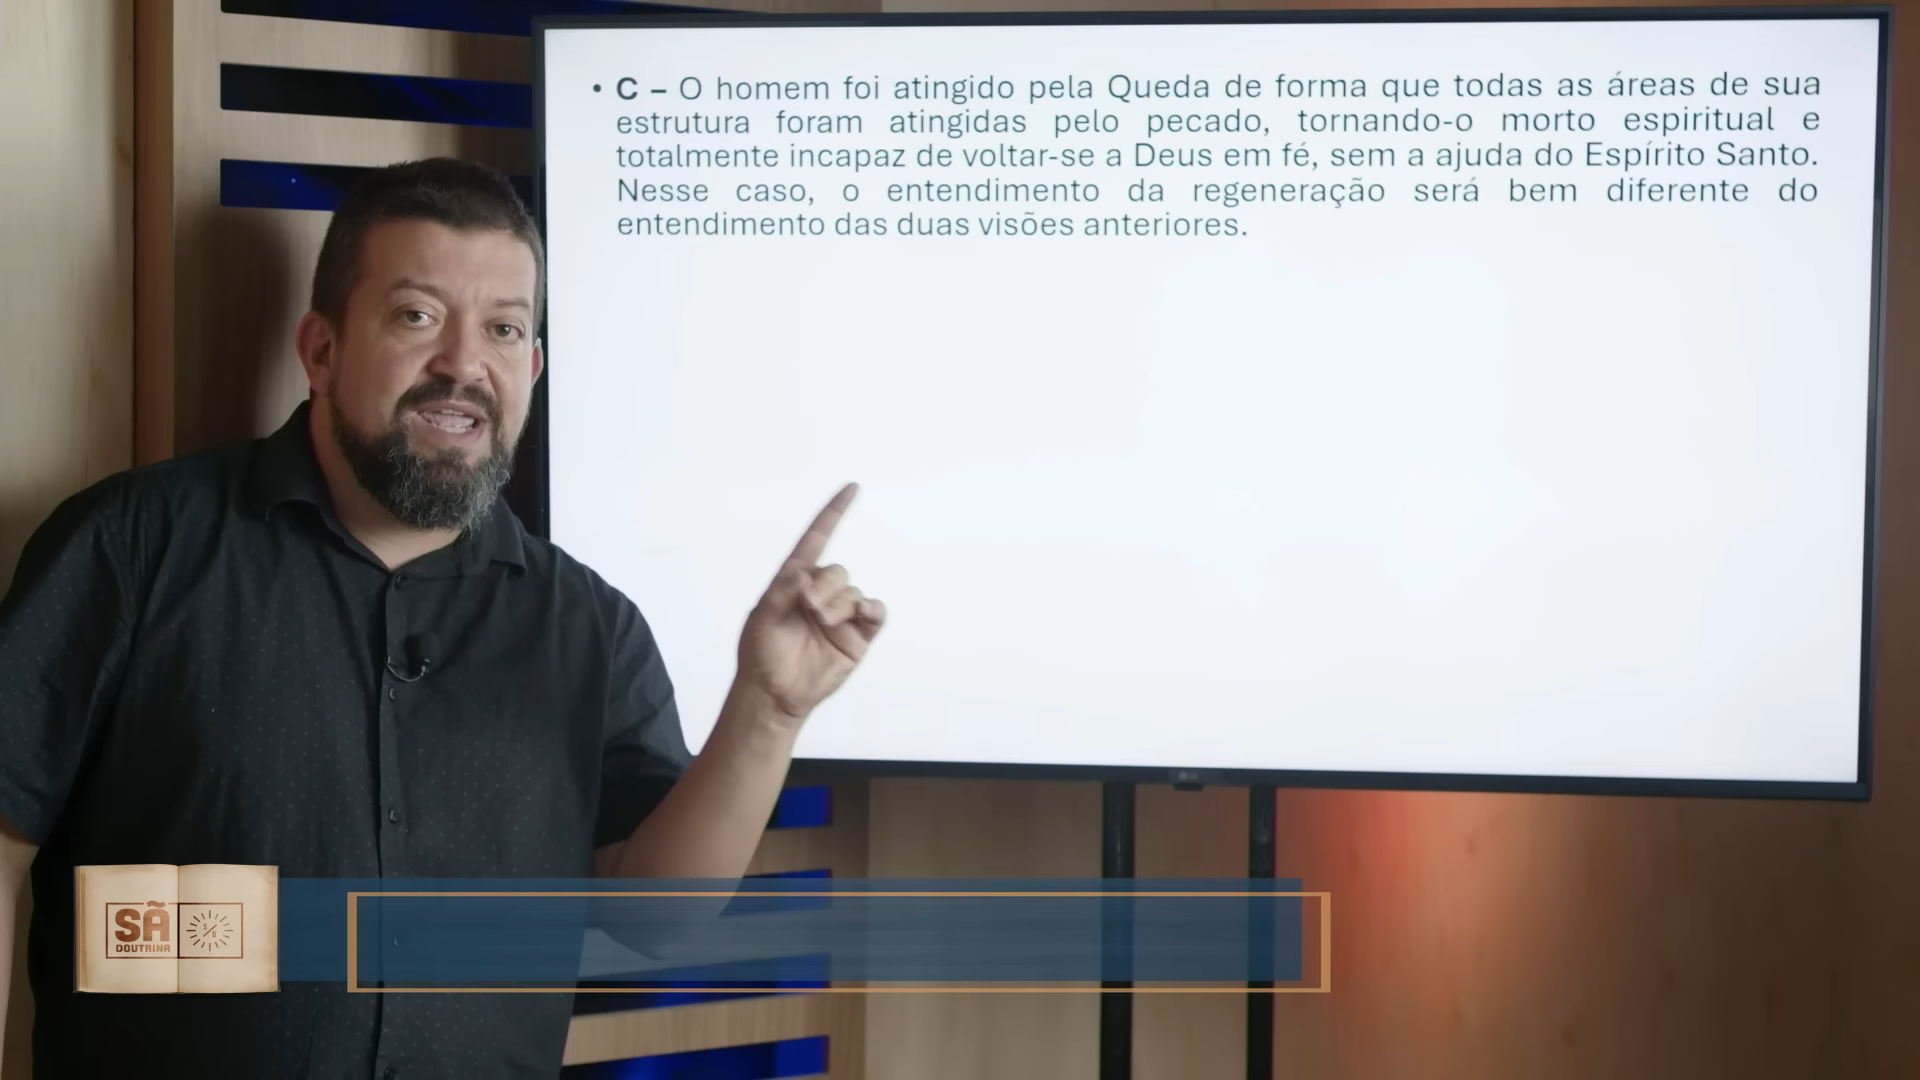 • C – O homem foi atingido pela Queda de forma que todas as áreas de sua
estrutura foram atingidas pelo pecado, tornando-o morto espiritual e
totalmente incapaz de voltar-se a Deus em fé, sem a ajuda do Espírito Santo.
Nesse caso, o entendimento da regeneração será bem diferente do
entendimento das duas visões anteriores.
SÃ
DOUTRINA
S/D